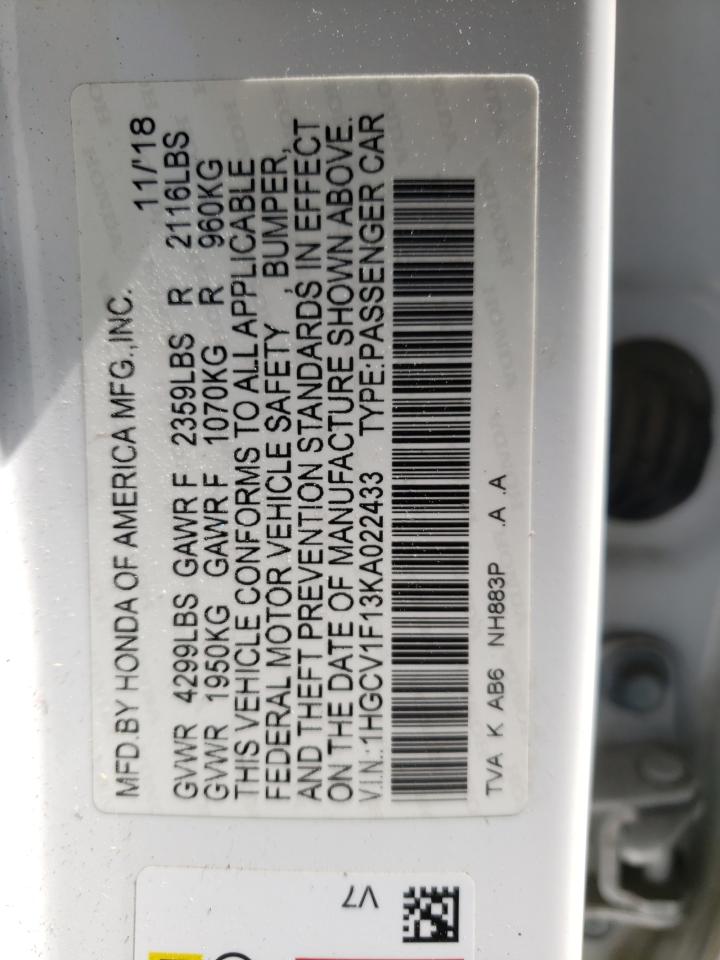 MFD.BY HONDA OF AMERICA MFG.,INC. 11/'18
GVWR 4299LBS GAWR F 2359LBS R 2116LBS
GVWR 1950KG GAWR F 1070KG R 960KG
THIS VEHICLE CONFORMS TO ALL APPLICABLE
FEDERAL MOTOR VEHICLE SAFETY , BUMPER,
AND THEFT PREVENTION STANDARDS IN EFFECT
ON THE DATE OF MANUFACTURE SHOWN ABOVE.
V.I.N.:1HGCV1F13KA022433 TYPE:PASSENGER CAR
TVA K AB6 NH883P .A .A
V7